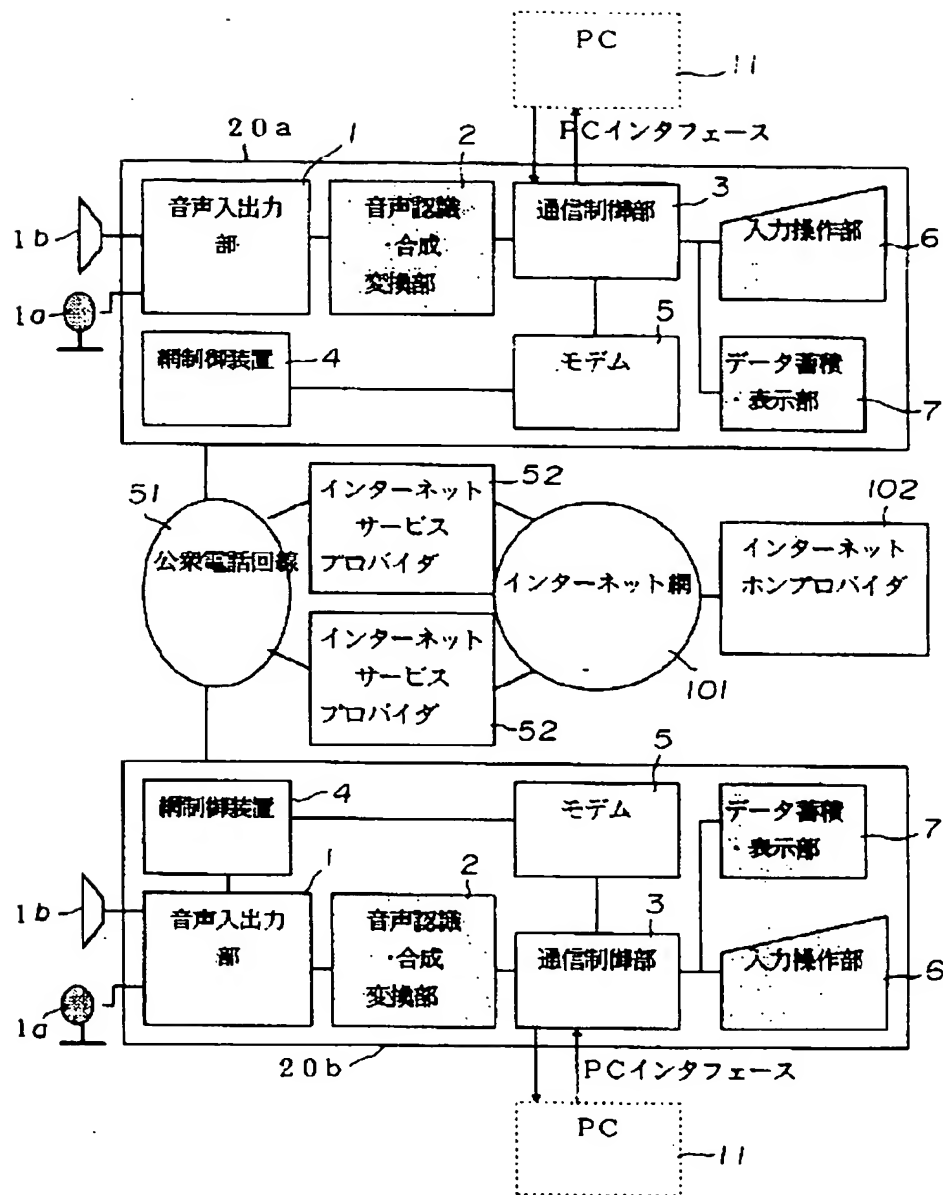 PC
11
PCインタフェース
20a
1
2
3
音声入出力
部
音声認識
・合成
変換部
通信制御部
入力操作部
6
1b
1a
網制御装置
4
5
モデム
データ蓄積
・表示部
7
51
公衆電話回線
52
インターネット
サービス
プロバイダ
インターネット網
101
102
インターネット
ホンプロバイダ
インターネット
サービス
プロバイダ
52
網制御装置
4
5
モデム
データ蓄積
・表示部
7
1b
1a
1
音声入出力
部
2
音声認識
・合成
変換部
3
通信制御部
入力操作部
6
20b
PCインタフェース
PC
11